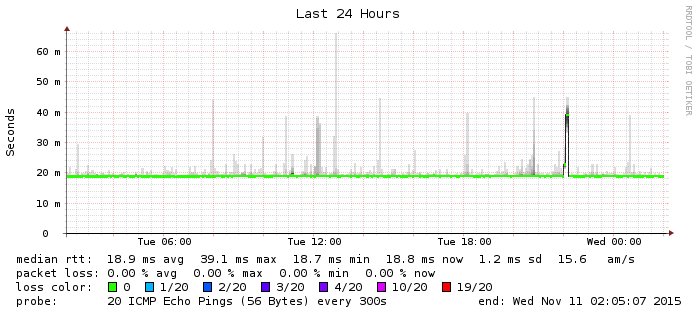 Last 24 Hours
RRDTOOL / TOBI OETIKER
Seconds
60 m
50 m
40 m
30 m
20 m
10 m
0
Tue 06:00 Tue 12:00 Tue 18:00 Wed 00:00
median rtt: 18.9 ms avg 39.1 ms max 18.7 ms min 18.8 ms now 1.2 ms sd 15.6 am/s
packet loss: 0.00 % avg 0.00 % max 0.00 % min 0.00 % now
loss color: 0 1/20 2/20 3/20 4/20 10/20 19/20
probe: 20 ICMP Echo Pings (56 Bytes) every 300s end: Wed Nov 11 02:05:07 2015